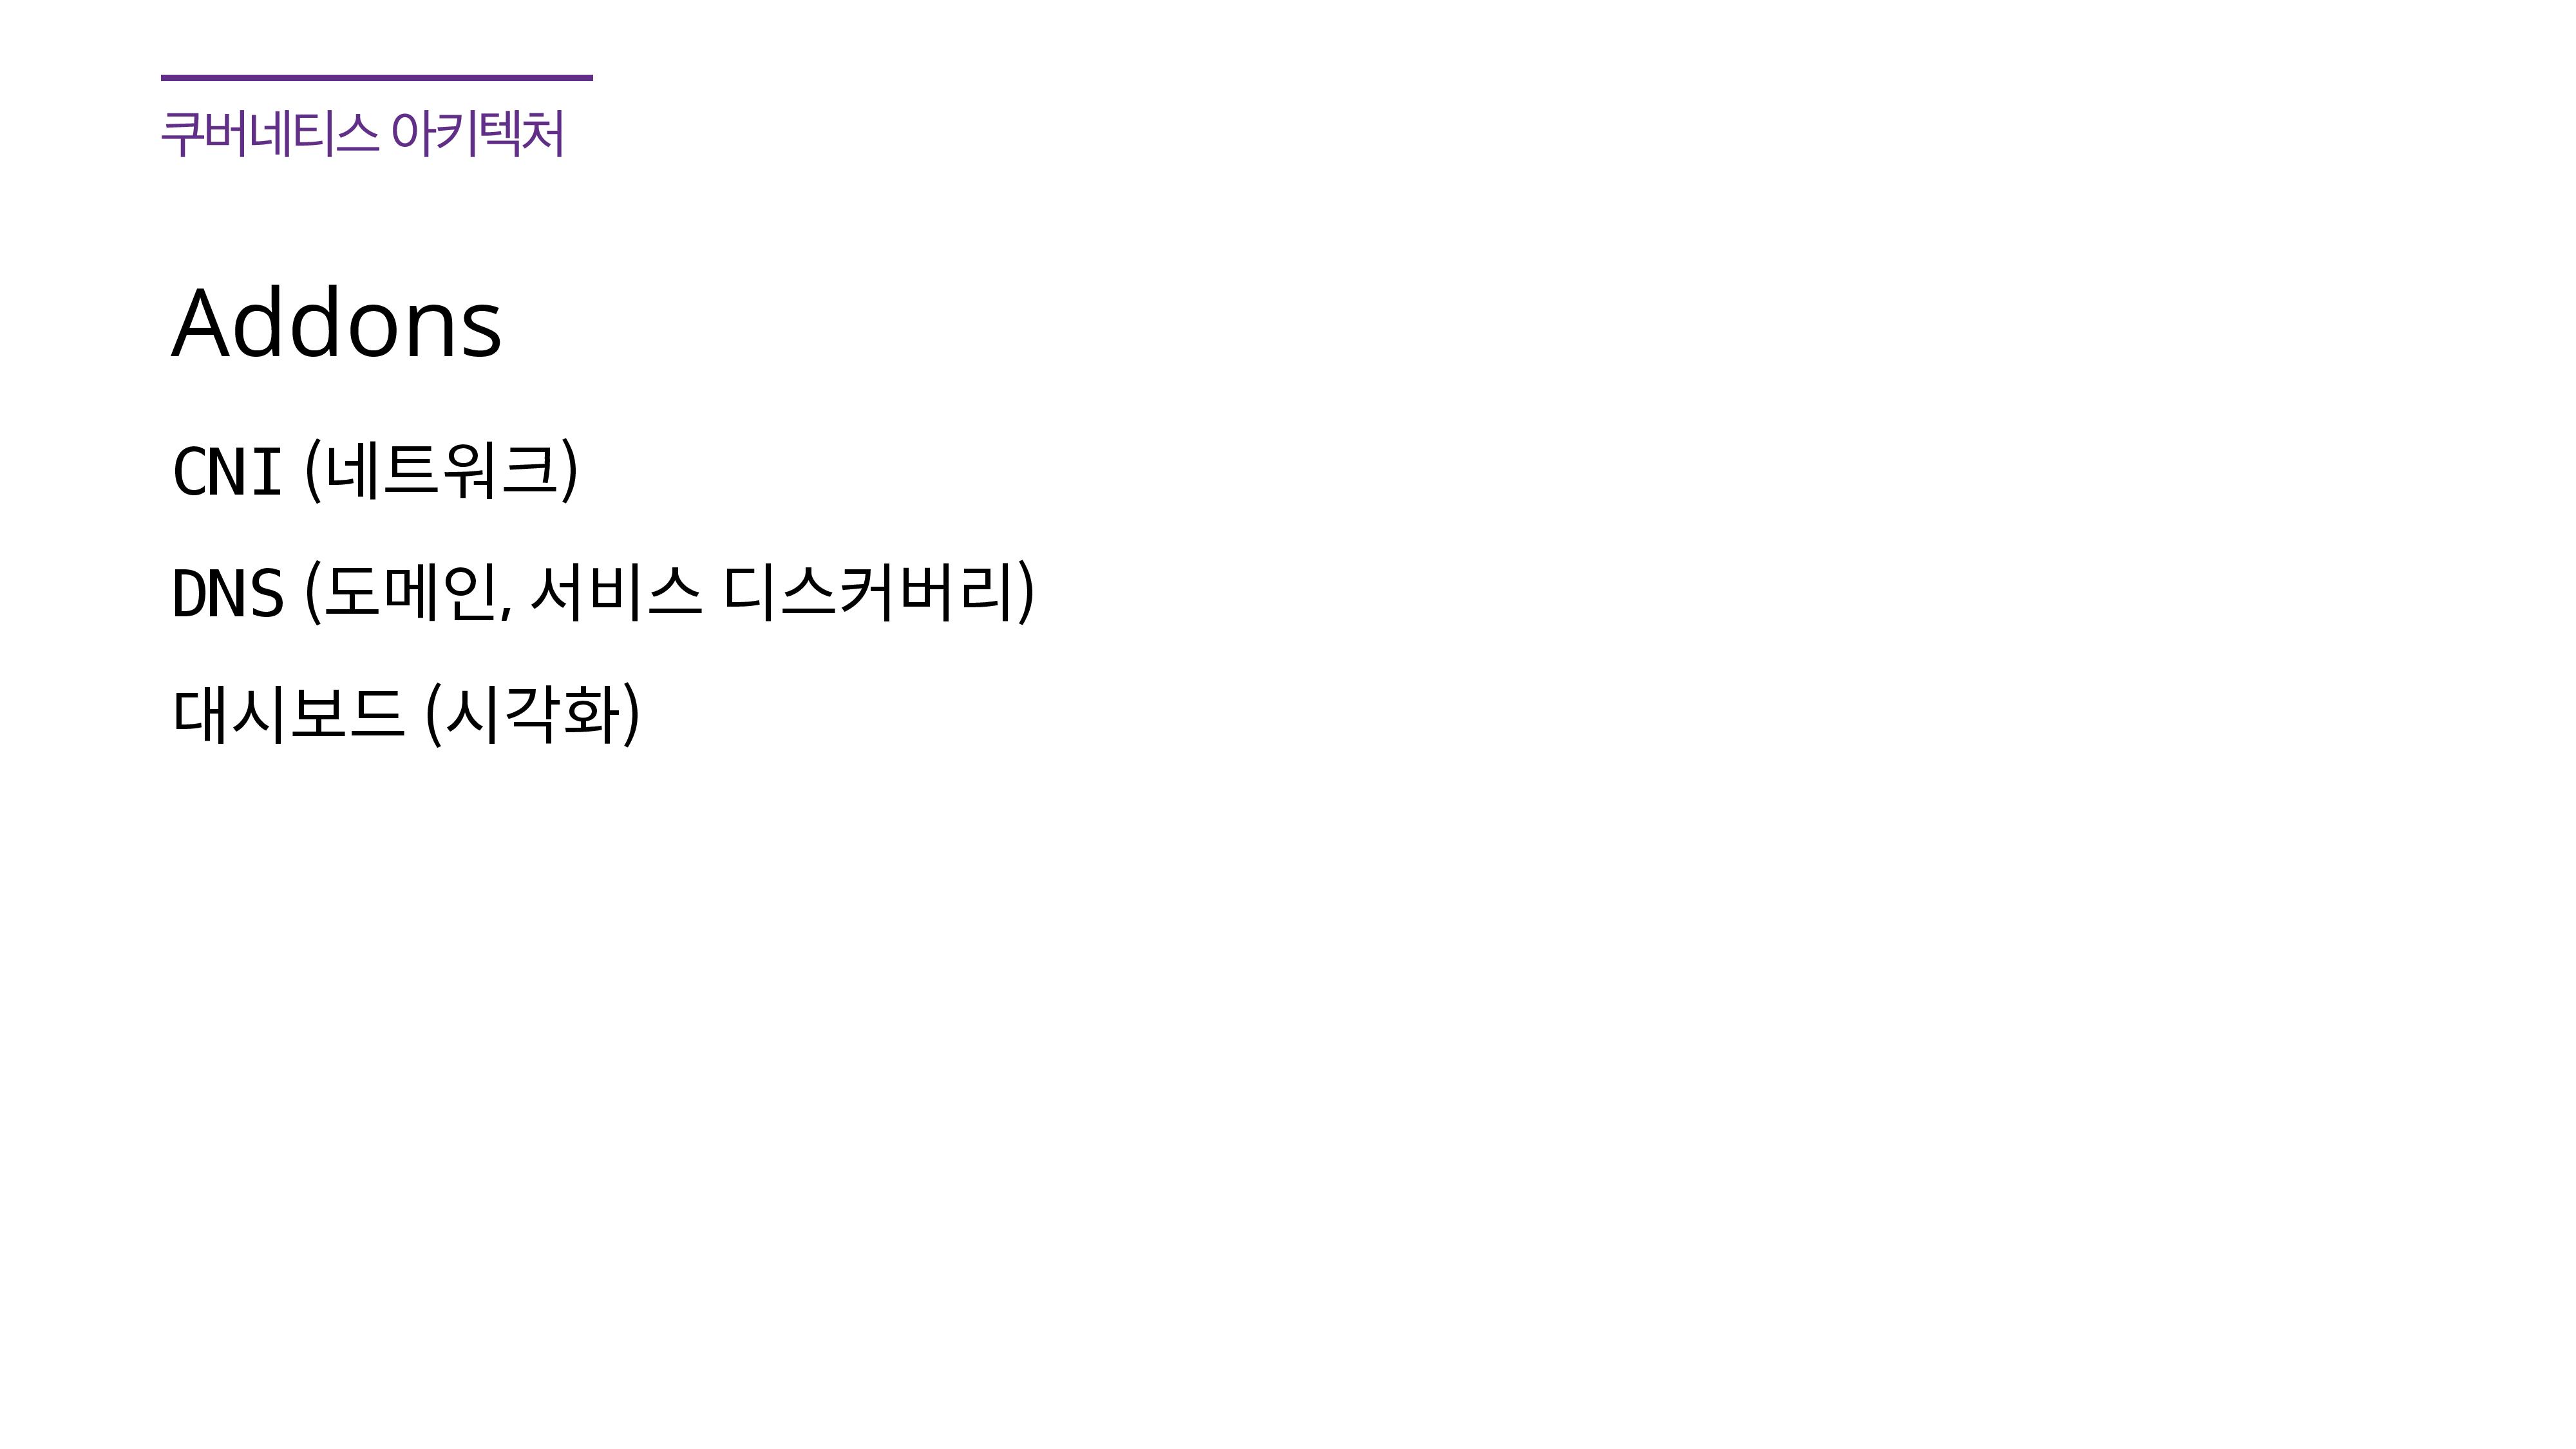 쿠버네티스 아키텍처
Addons
CNI (네트워크)
DNS (도메인, 서비스 디스커버리)
대시보드 (시각화)